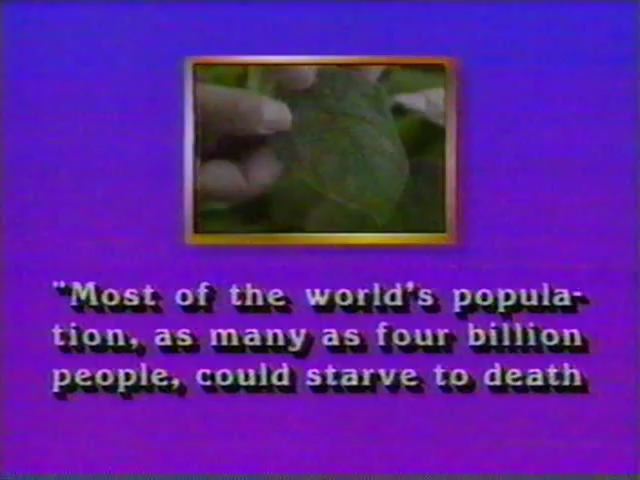 "Most of the world's popula-
tion, as many as four billion
people, could starve to death